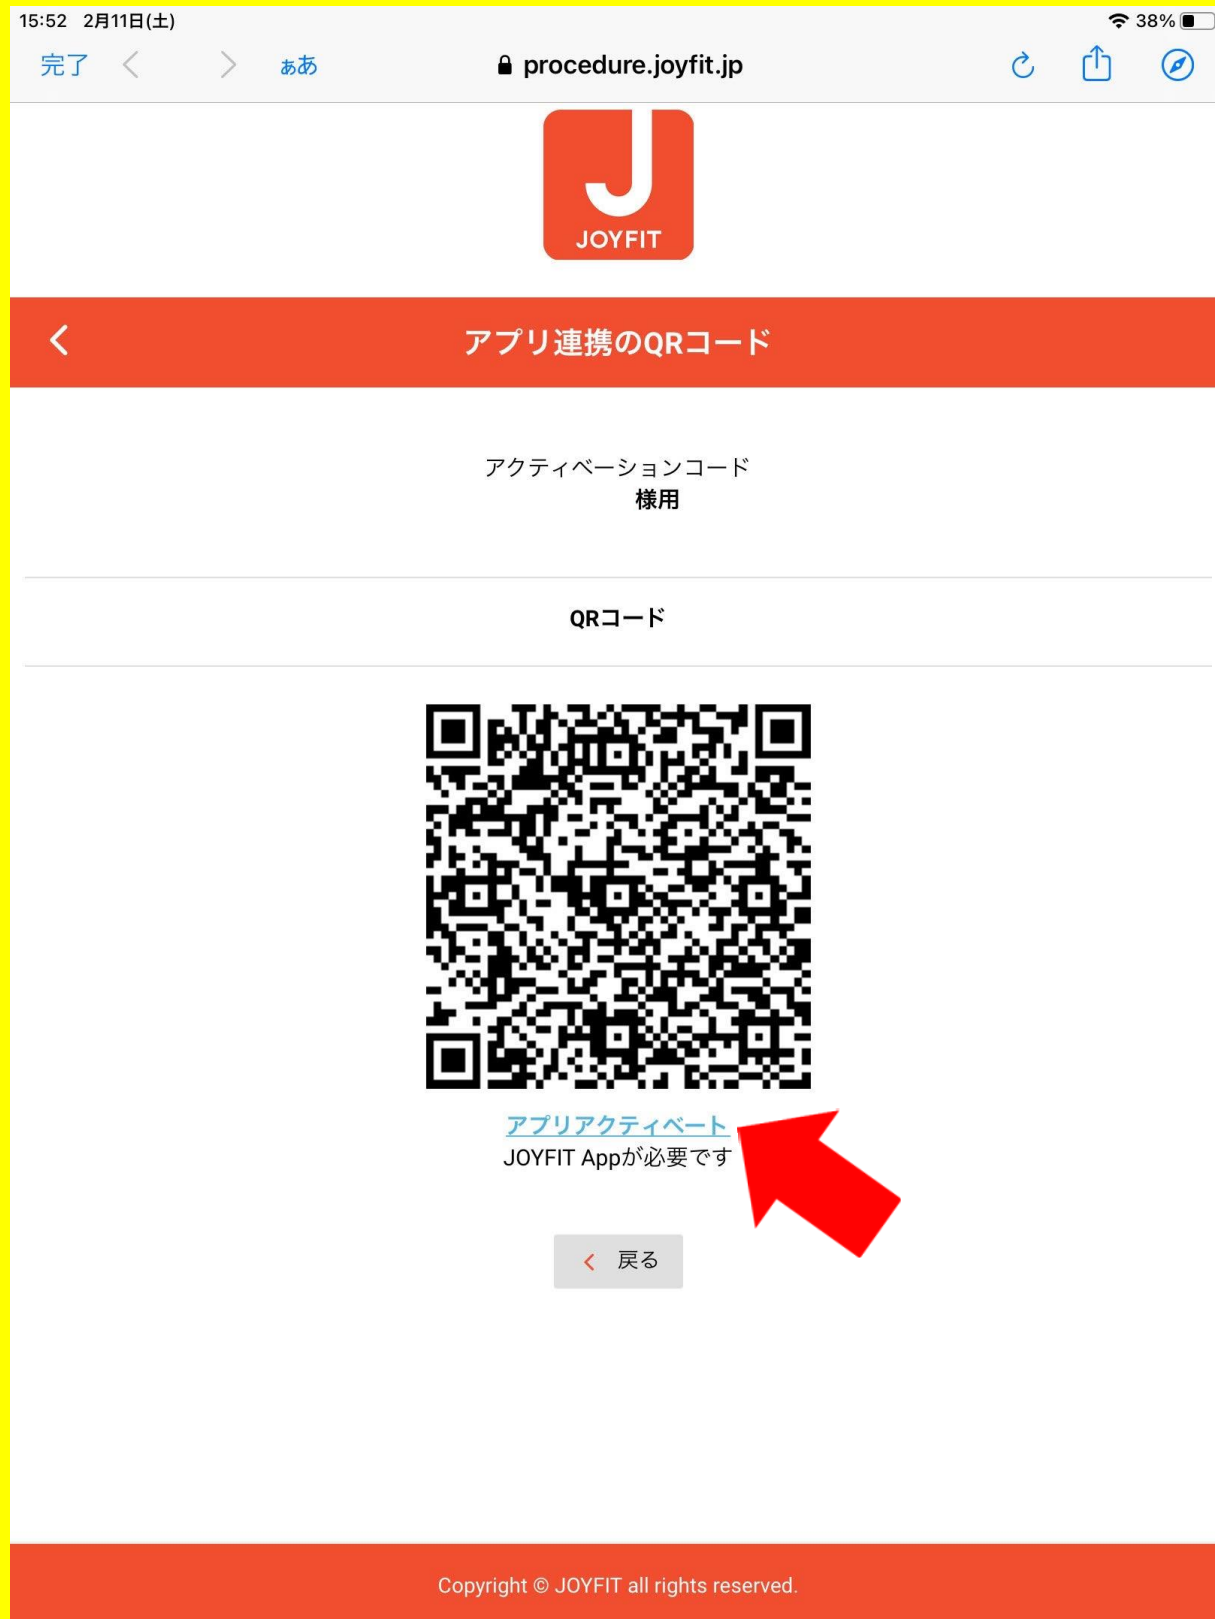 15:52 2月11日(土) 38%
完了 ぁあ procedure.joyfit.jp
J
JOYFIT
アプリ連携のQRコード
アクティベーションコード
様用
QRコード
アプリアクティベート
JOYFIT Appが必要です
戻る
Copyright © JOYFIT all rights reserved.